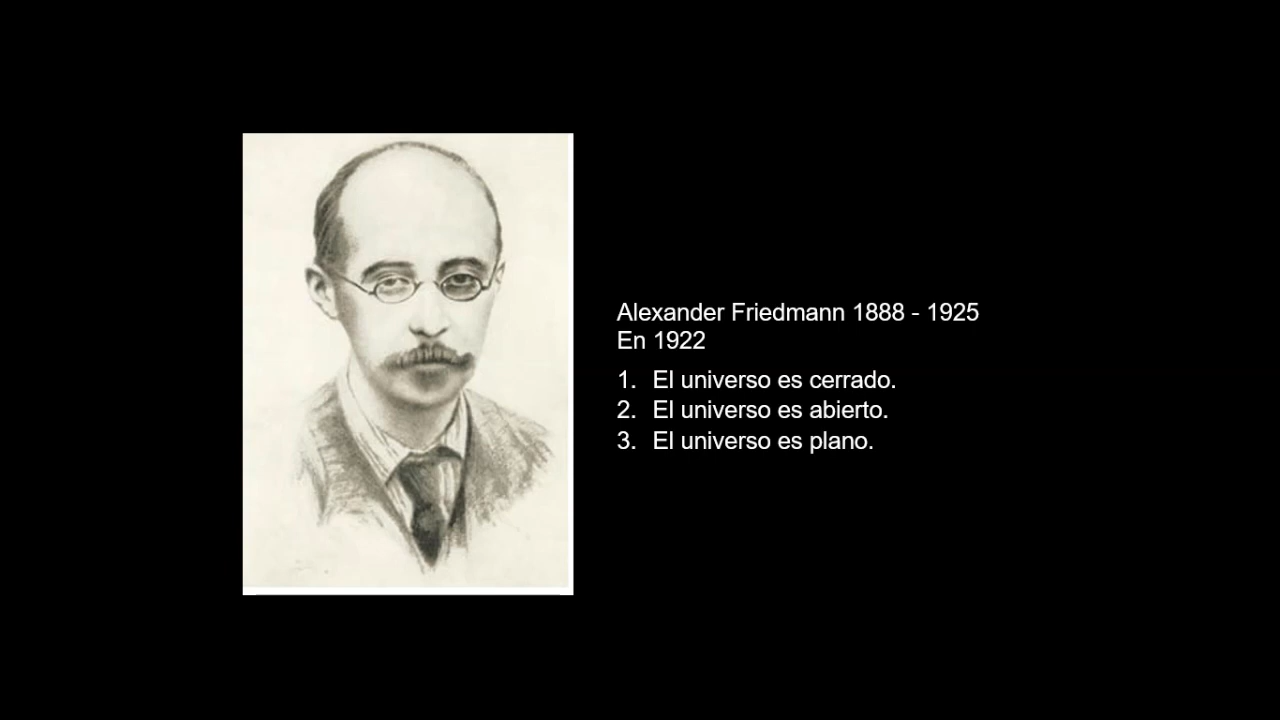 Alexander Friedmann 1888 - 1925
En 1922
1. El universo es cerrado.
2. El universo es abierto.
3. El universo es plano.